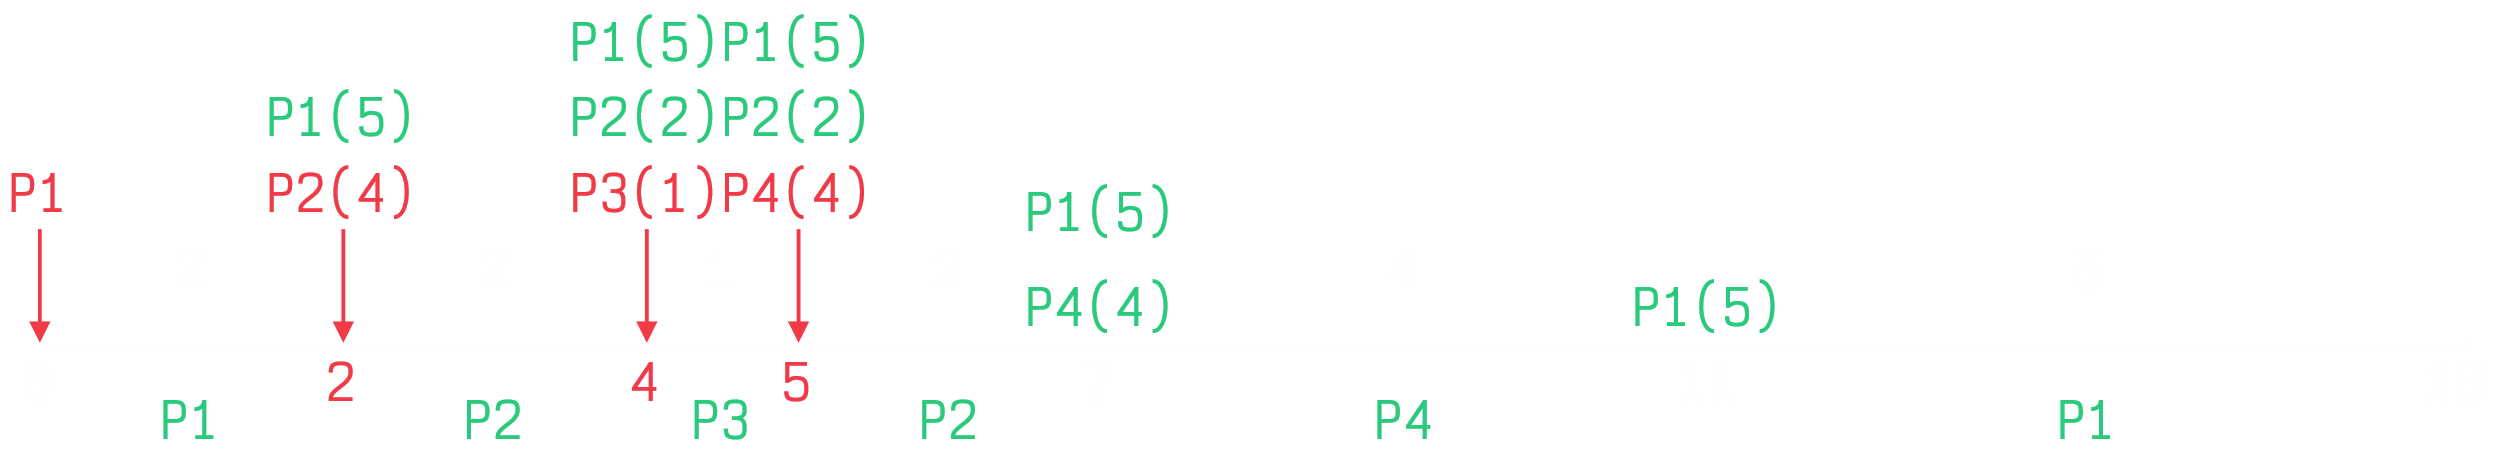 P1(5)P1(5)
P1(5) P2(2)P2(2)
P1 P2(4) P3(1)P4(4)
P1(5)
P4(4) P1(5)
2 4 5
P1 P2 P3 P2 P4 P1